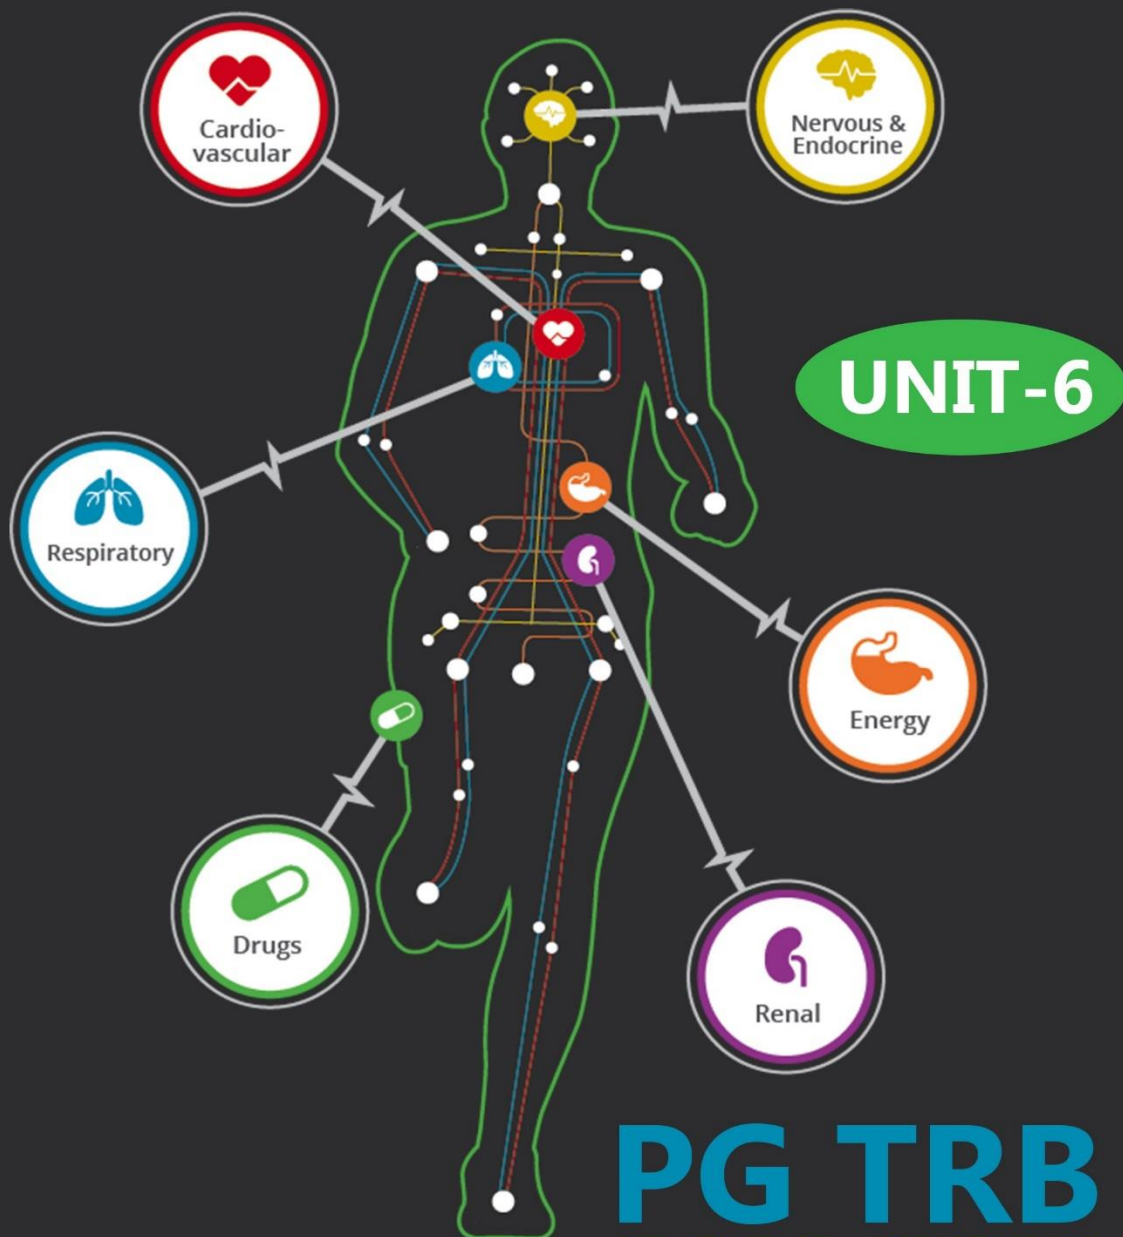 Cardio-
vascular
Nervous &
Endocrine
UNIT-6
Respiratory
Energy
Drugs
Renal
PG TRB